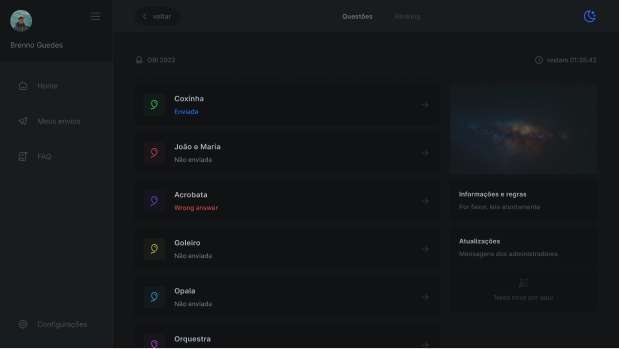 voltar
Questões
Ranking
Brenno Guedes
OBI 2022
restam 01:35:42
Home
Meus envios
FAQ
Configurações
Coxinha
Enviada
João e Maria
Não enviada
Acrobata
Wrong answer
Goleiro
Não enviada
Opala
Não enviada
Orquestra
Informações e regras
Por favor, leia atentamente
Atualizações
Mensagens dos administradores
Nada novo por aqui